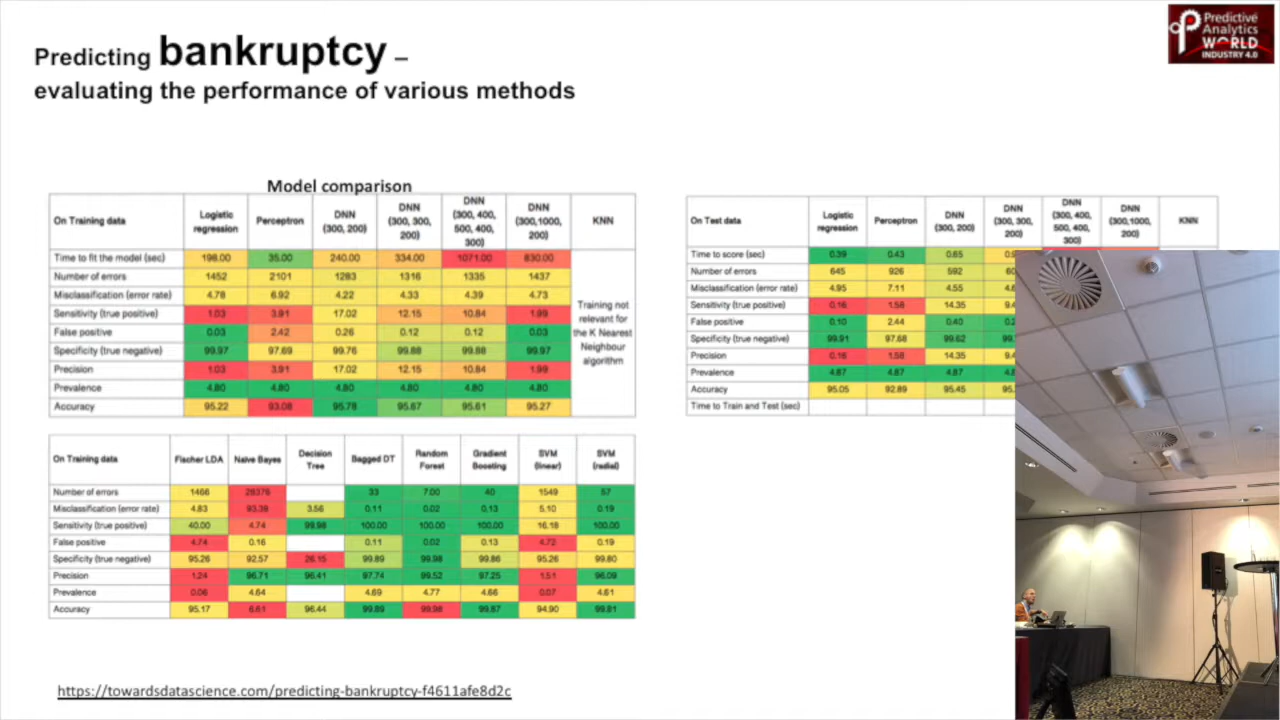 Predicting bankruptcy –
evaluating the performance of various methods
Predictive
Analytics
WORLD
INDUSTRY 4.0
Model comparison
On Training data Logistic regression Perceptron DNN (300, 200) DNN (300, 300, 200) DNN (300, 400, 500, 400, 300) DNN (300,1000, 200) KNN
Time to fit the model (sec) 198.00 35.00 240.00 334.00 1071.00 830.00
Number of errors 1452 2101 1283 1316 1335 1437
Misclassification (error rate) 4.78 6.92 4.22 4.33 4.39 4.73
Sensitivity (true positive) 1.03 3.91 17.02 12.15 10.84 1.99
False positive 0.03 2.42 0.26 0.12 0.12 0.03
Specificity (true negative) 99.97 97.69 99.76 99.88 99.88 99.97
Precision 1.03 3.91 17.02 12.15 10.84 1.99
Prevalence 4.80 4.80 4.80 4.80 4.80 4.80
Accuracy 95.22 93.08 95.78 95.67 95.61 95.27
Training not
relevant for
the K Nearest
Neighbour
algorithm
On Test data Logistic regression Perceptron DNN (300, 200) DNN (300, 300, 200) DNN (300, 400, 500, 400, 300) DNN (300,1000, 200) KNN
Time to score (sec) 0.39 0.43 0.65
Number of errors 645 926 592
Misclassification (error rate) 4.95 7.11 4.55
Sensitivity (true positive) 0.16 1.58 14.35
False positive 0.10 2.44 0.40
Specificity (true negative) 99.91 97.68 99.62
Precision 0.16 1.58 14.35
Prevalence 4.87 4.87 4.87
Accuracy 95.05 92.89 95.45
Time to Train and Test (sec)
On Training data Fischer LDA Naive Bayes Decision Tree Bagged DT Random Forest Gradient Boosting SVM (linear) SVM (radial)
Number of errors 1466 28376 33 7.00 40 1549 57
Misclassification (error rate) 4.83 93.39 3.56 0.11 0.02 0.13 5.10 0.19
Sensitivity (true positive) 40.00 4.74 99.98 100.00 100.00 100.00 16.18 100.00
False positive 4.74 0.16 0.11 0.02 0.13 4.72 0.19
Specificity (true negative) 95.26 92.57 26.15 99.89 99.98 99.86 95.26 99.80
Precision 1.24 96.71 96.41 97.74 99.52 97.25 1.51 96.09
Prevalence 0.06 4.64 4.69 4.77 4.66 0.07 4.61
Accuracy 95.17 6.61 96.44 99.89 99.98 99.87 94.90 99.81
https://towardsdatascience.com/predicting-bankruptcy-f4611afe8d2c